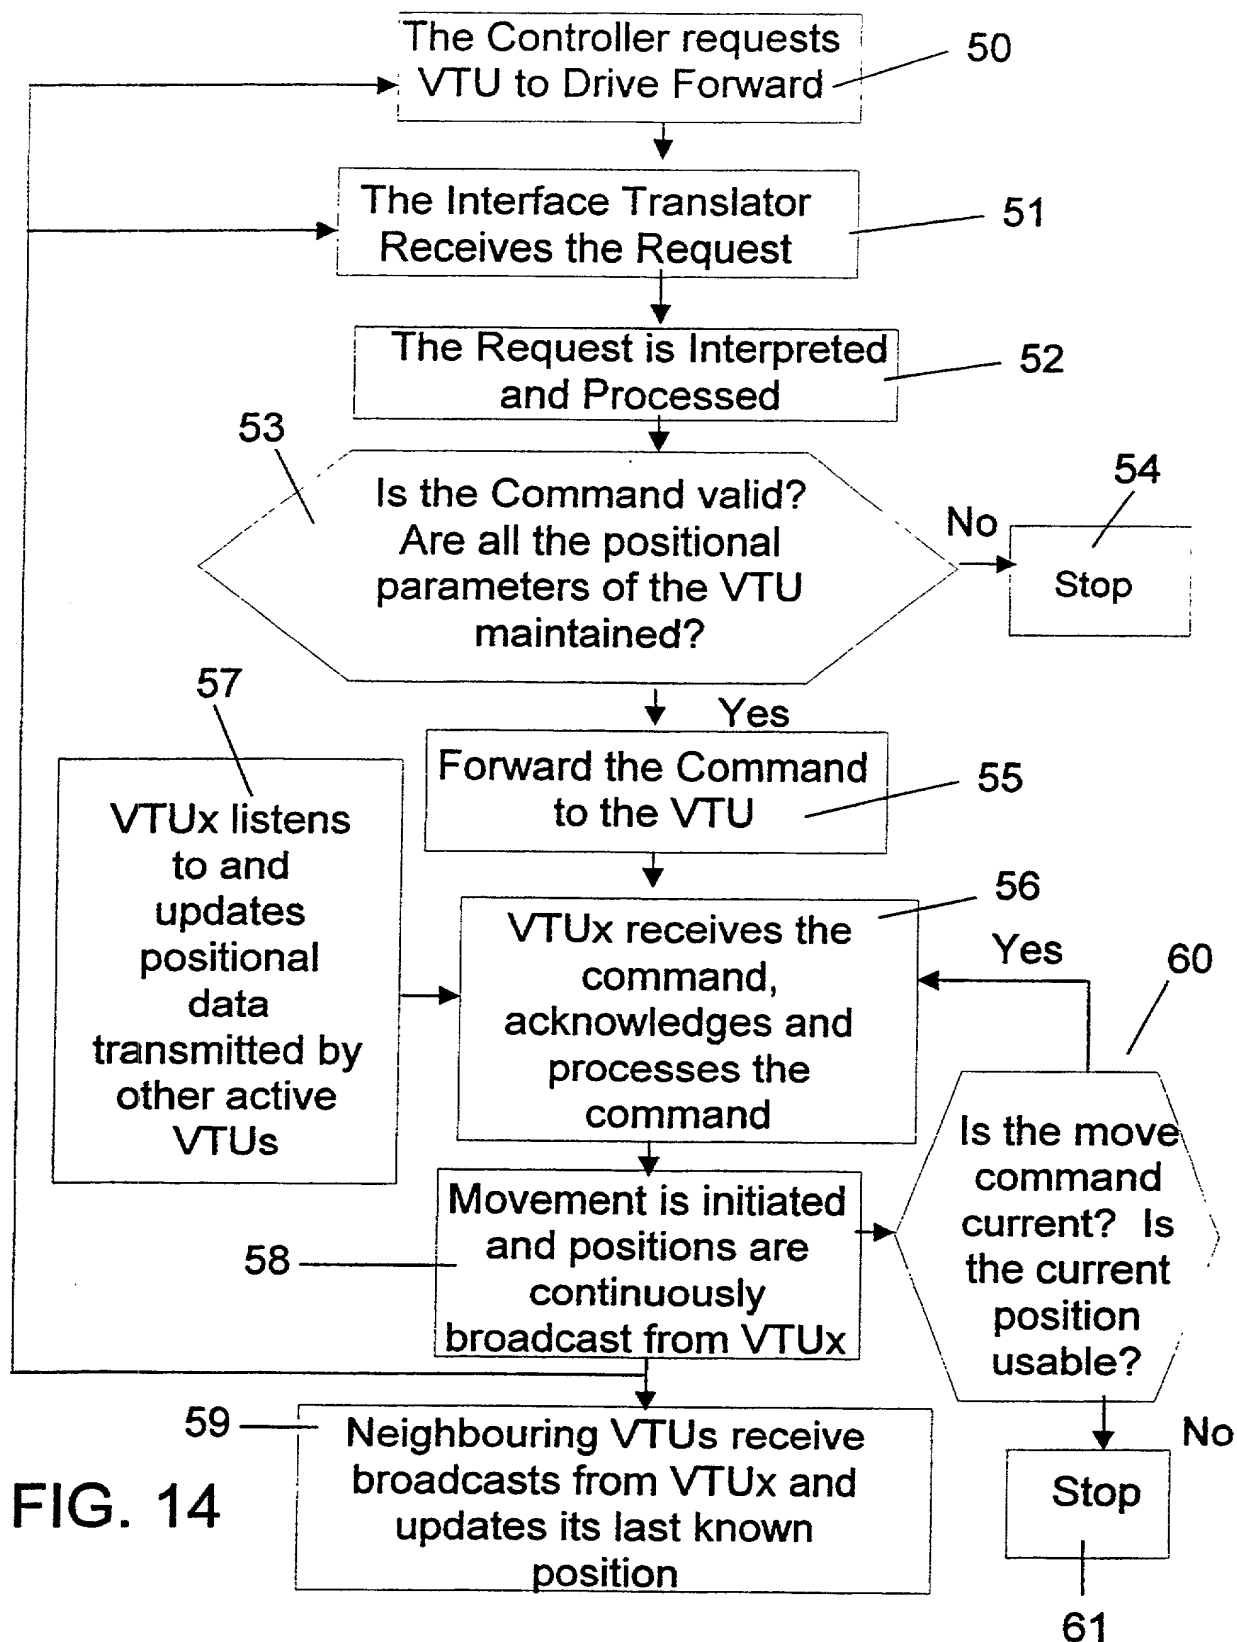 The Controller requests
VTU to Drive Forward
50
The Interface Translator
Receives the Request
51
The Request is Interpreted
and Processed
52
53
Is the Command valid?
Are all the positional
parameters of the VTU
maintained?
No
54
Stop
Yes
57
Forward the Command
to the VTU
55
VTUx listens
to and
updates
positional
data
transmitted by
other active
VTUs
56
VTUx receives the
command,
acknowledges and
processes the
command
Yes
60
Is the move
command
current? Is
the current
position
usable?
58
Movement is initiated
and positions are
continuously
broadcast from VTUx
59
Neighbouring VTUs receive
broadcasts from VTUx and
updates its last known
position
No
Stop
61
FIG. 14